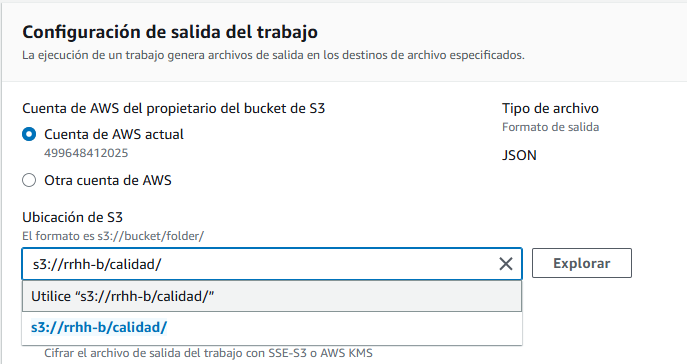 Configuración de salida del trabajo
La ejecución de un trabajo genera archivos de salida en los destinos de archivo especificados.
Cuenta de AWS del propietario del bucket de S3
Cuenta de AWS actual
499648412025
Otra cuenta de AWS
Tipo de archivo
Formato de salida
JSON
Ubicación de S3
El formato es s3://bucket/folder/
s3://rrhh-b/calidad/
Explorar
Utilice “s3://rrhh-b/calidad/”
s3://rrhh-b/calidad/
Cifrar el archivo de salida del trabajo con SSE-S3 o AWS KMS